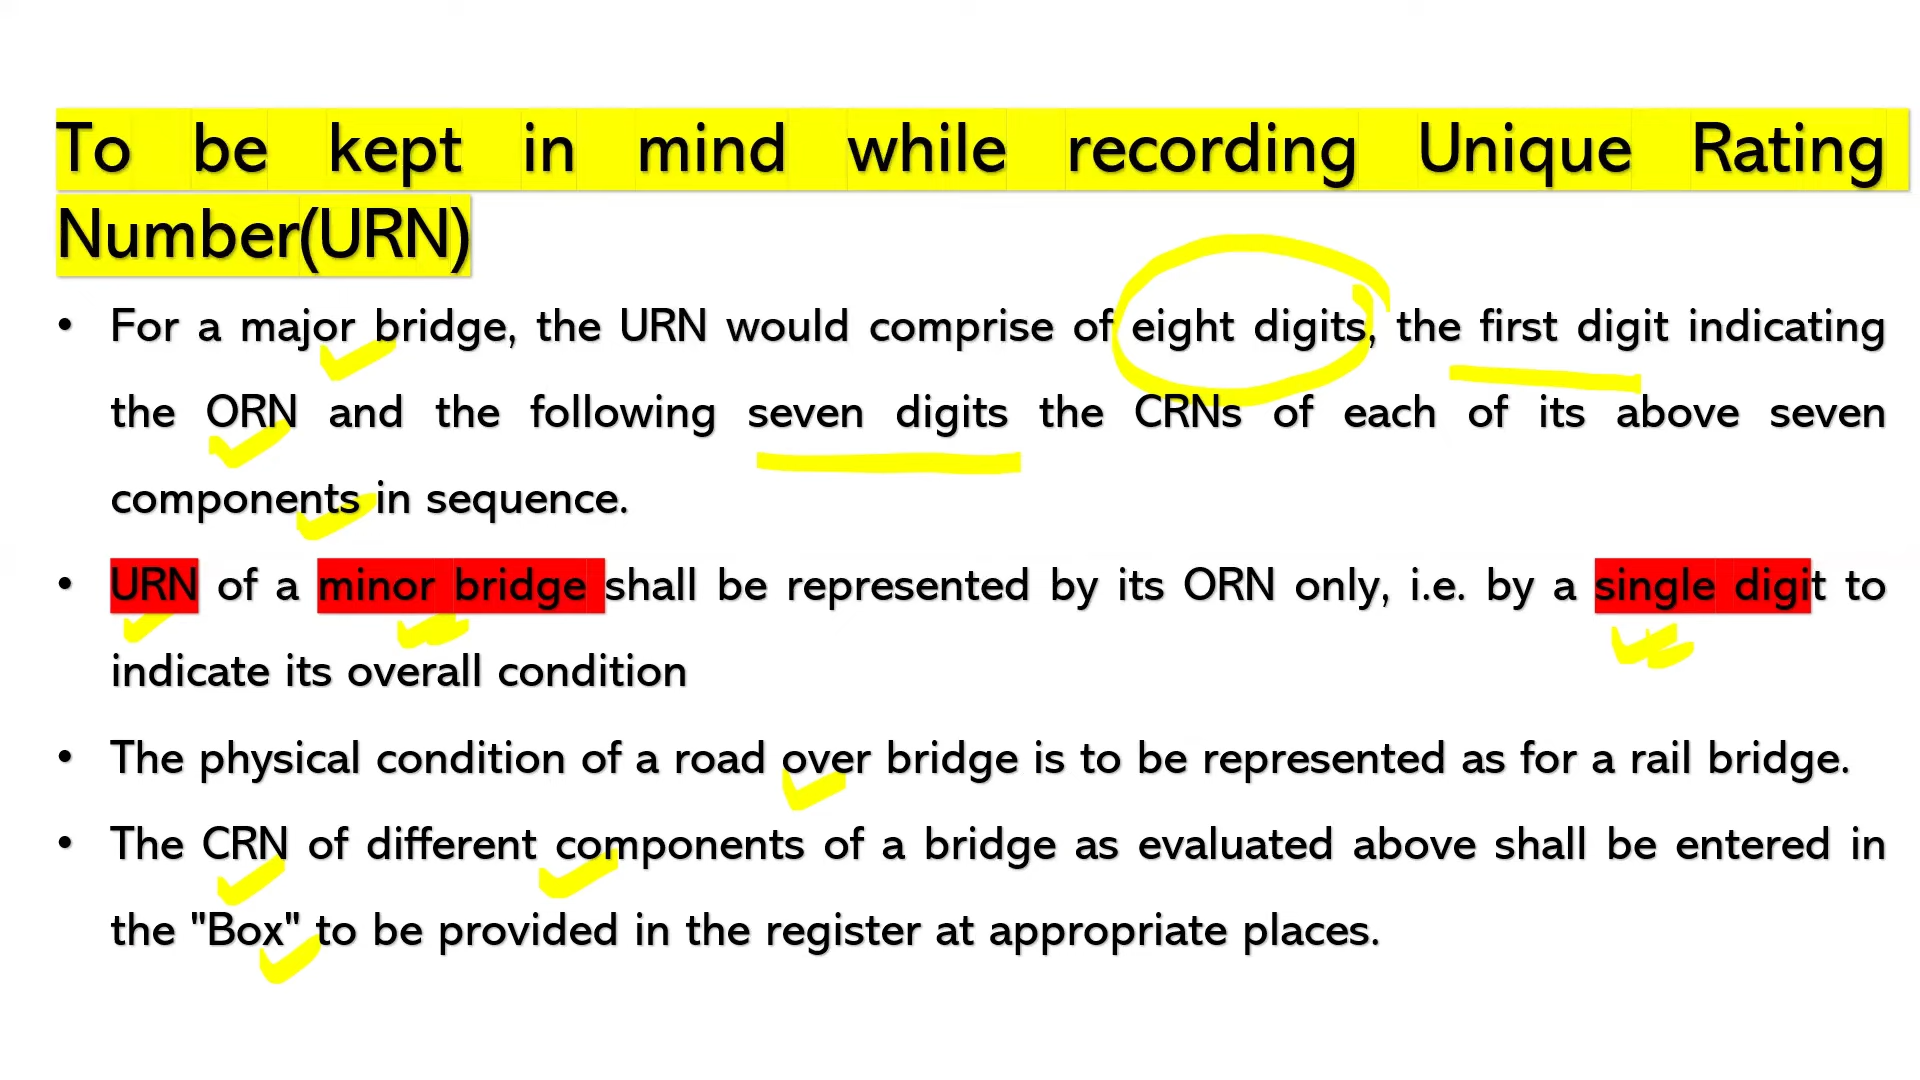 To be kept in mind while recording Unique Rating
Number(URN)
• For a major bridge, the URN would comprise of eight digits, the first digit indicating
the ORN and the following seven digits the CRNs of each of its above seven
components in sequence.
• URN of a minor bridge shall be represented by its ORN only, i.e. by a single digit to
indicate its overall condition
• The physical condition of a road over bridge is to be represented as for a rail bridge.
• The CRN of different components of a bridge as evaluated above shall be entered in
the "Box" to be provided in the register at appropriate places.